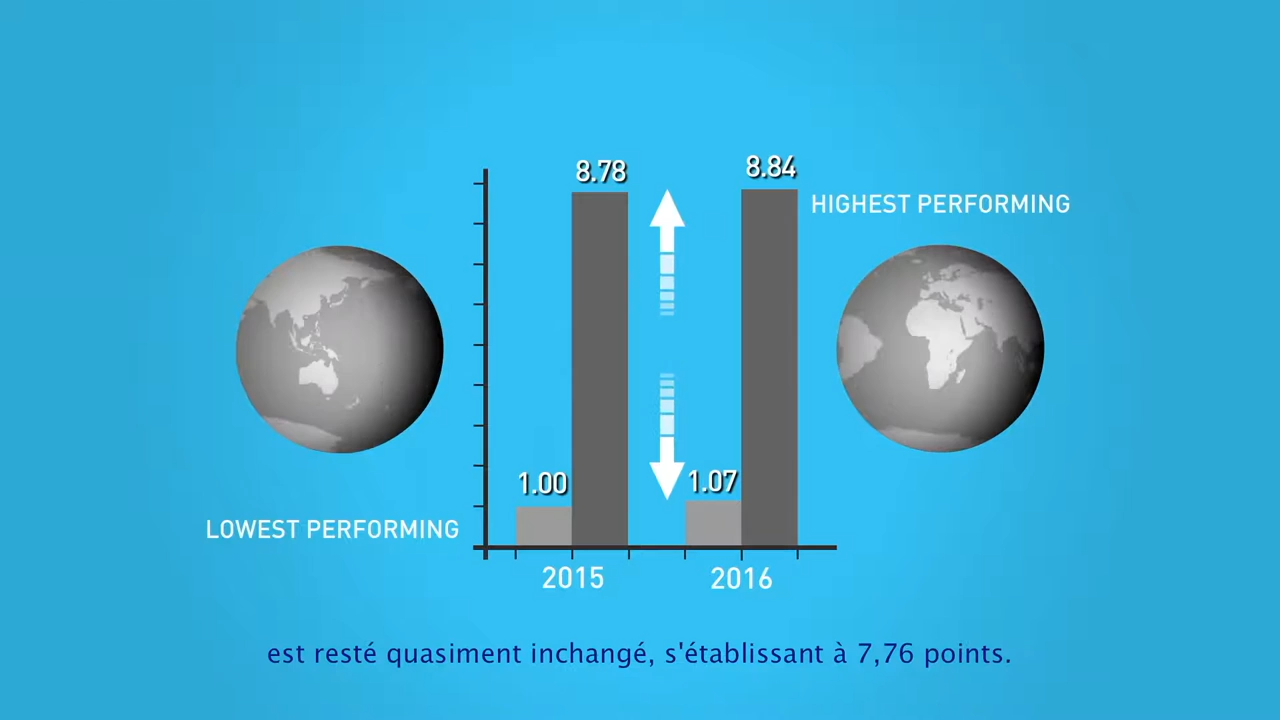 8.78
8.84
HIGHEST PERFORMING
1.00
1.07
LOWEST PERFORMING
2015
2016
est resté quasiment inchangé, s'établissant à 7,76 points.